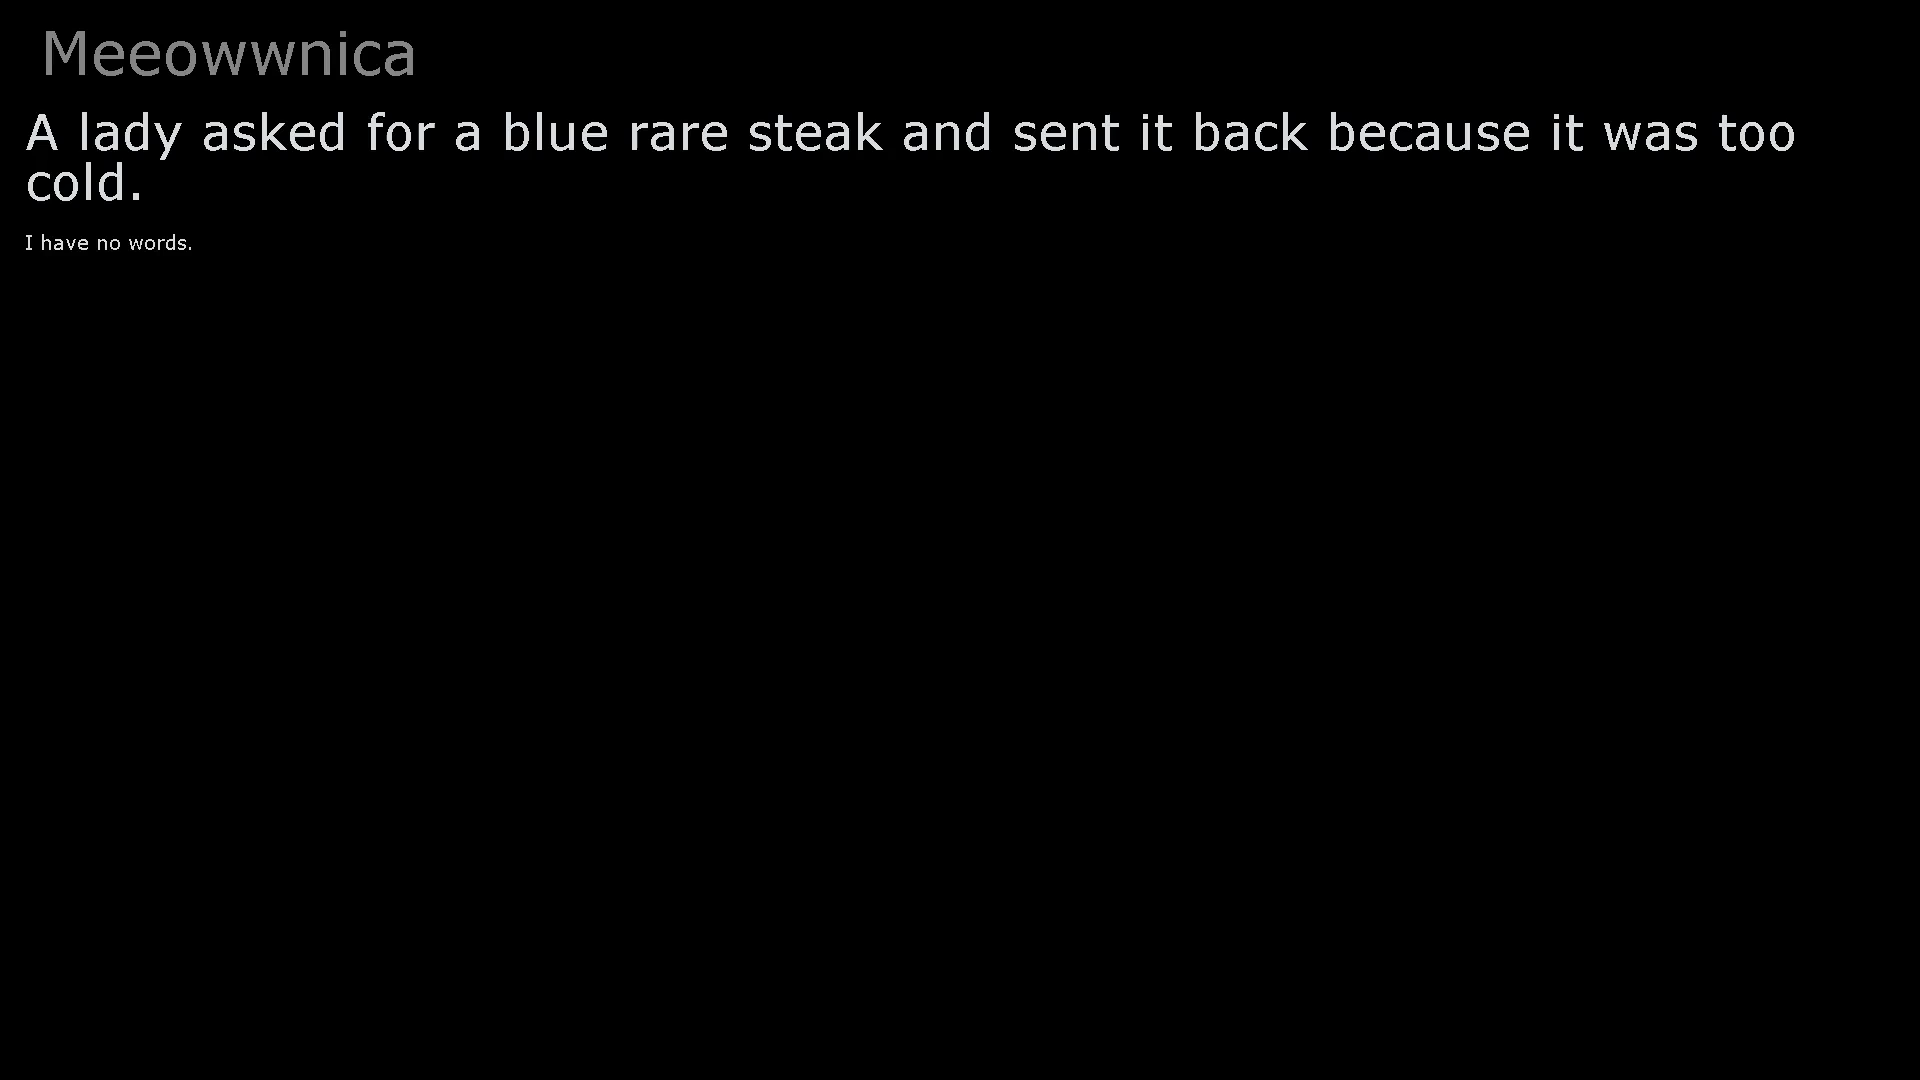 Meeowwnica
A lady asked for a blue rare steak and sent it back because it was too
cold.
I have no words.